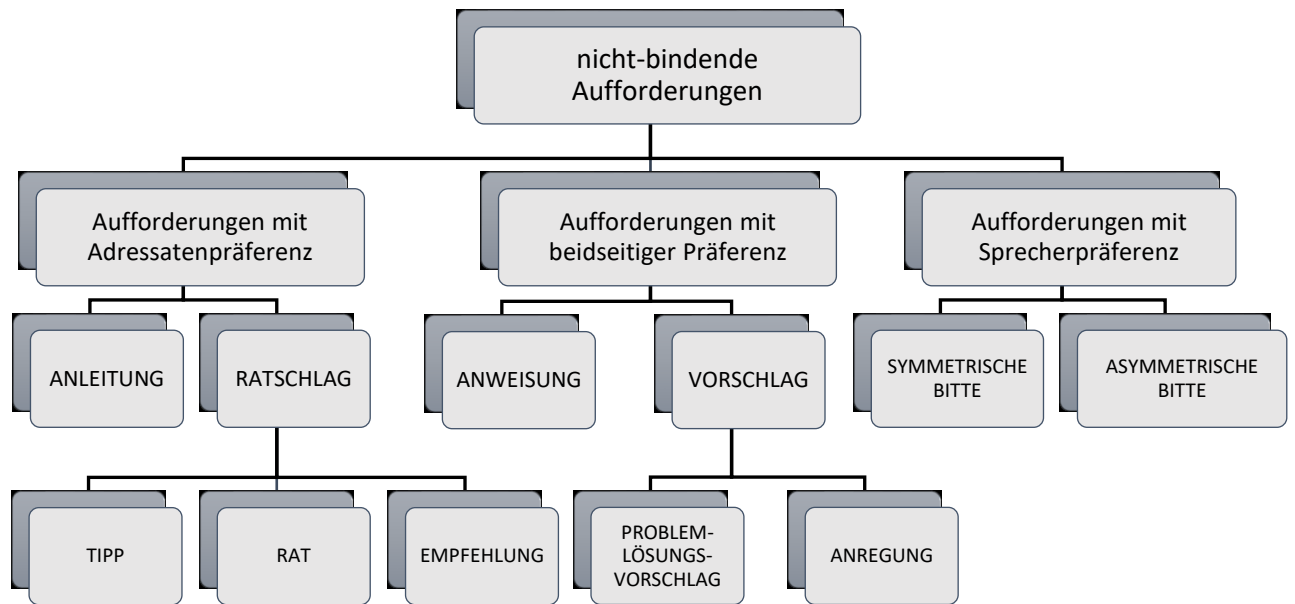 nicht-bindende
Aufforderungen
Aufforderungen mit
Adressatenpräferenz
Aufforderungen mit
beidseitiger Präferenz
Aufforderungen mit
Sprecherpräferenz
ANLEITUNG
RATSCHLAG
ANWEISUNG
VORSCHLAG
SYMMETRISCHE
BITTE
ASYMMETRISCHE
BITTE
TIPP
RAT
EMPFEHLUNG
PROBLEM-
LÖSUNGS-
VORSCHLAG
ANREGUNG